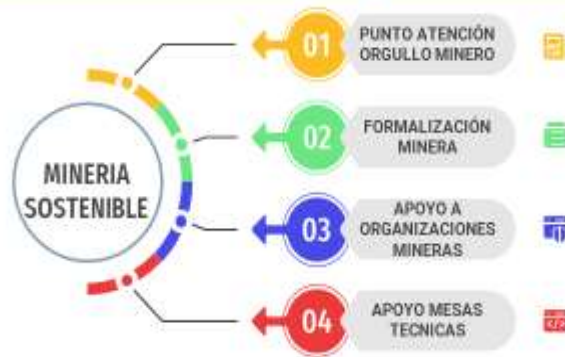 MINERIA
SOSTENIBLE
01
PUNTO ATENCIÓN
ORGULLO MINERO
02
FORMALIZACIÓN
MINERA
03
APOYO A
ORGANIZACIONES
MINERAS
04
APOYO MESAS
TECNICAS